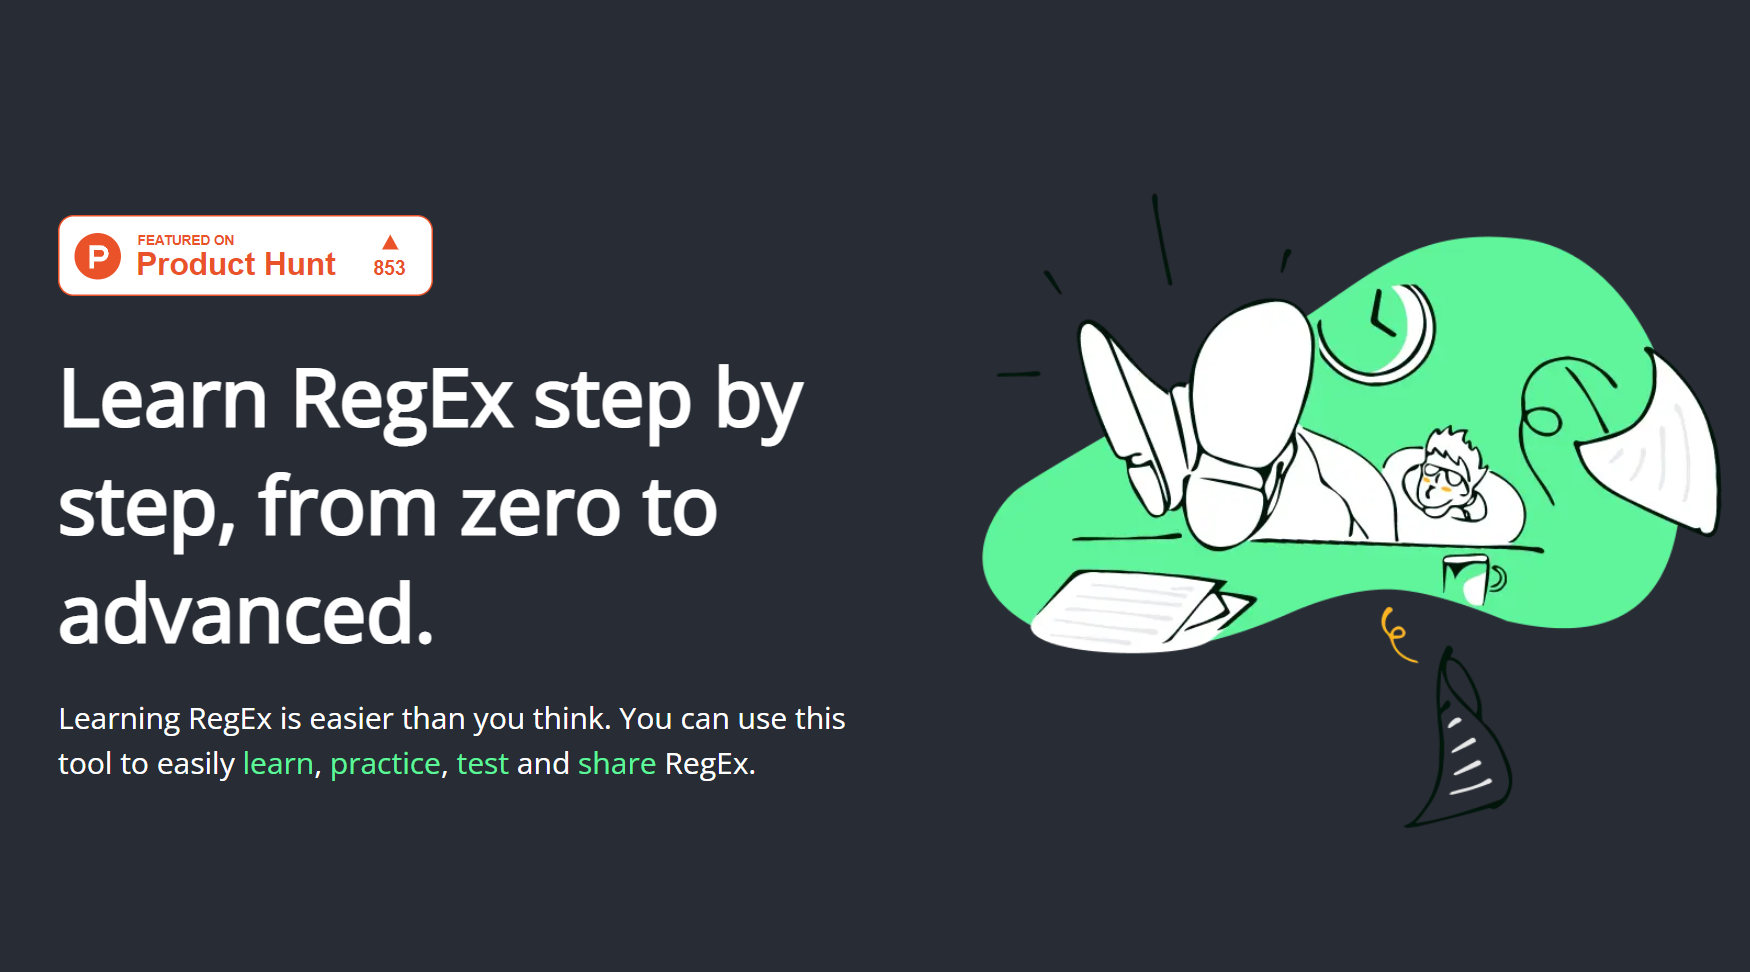 FEATURED ON
Product Hunt
853
Learn RegEx step by
step, from zero to
advanced.
Learning RegEx is easier than you think. You can use this
tool to easily learn, practice, test and share RegEx.